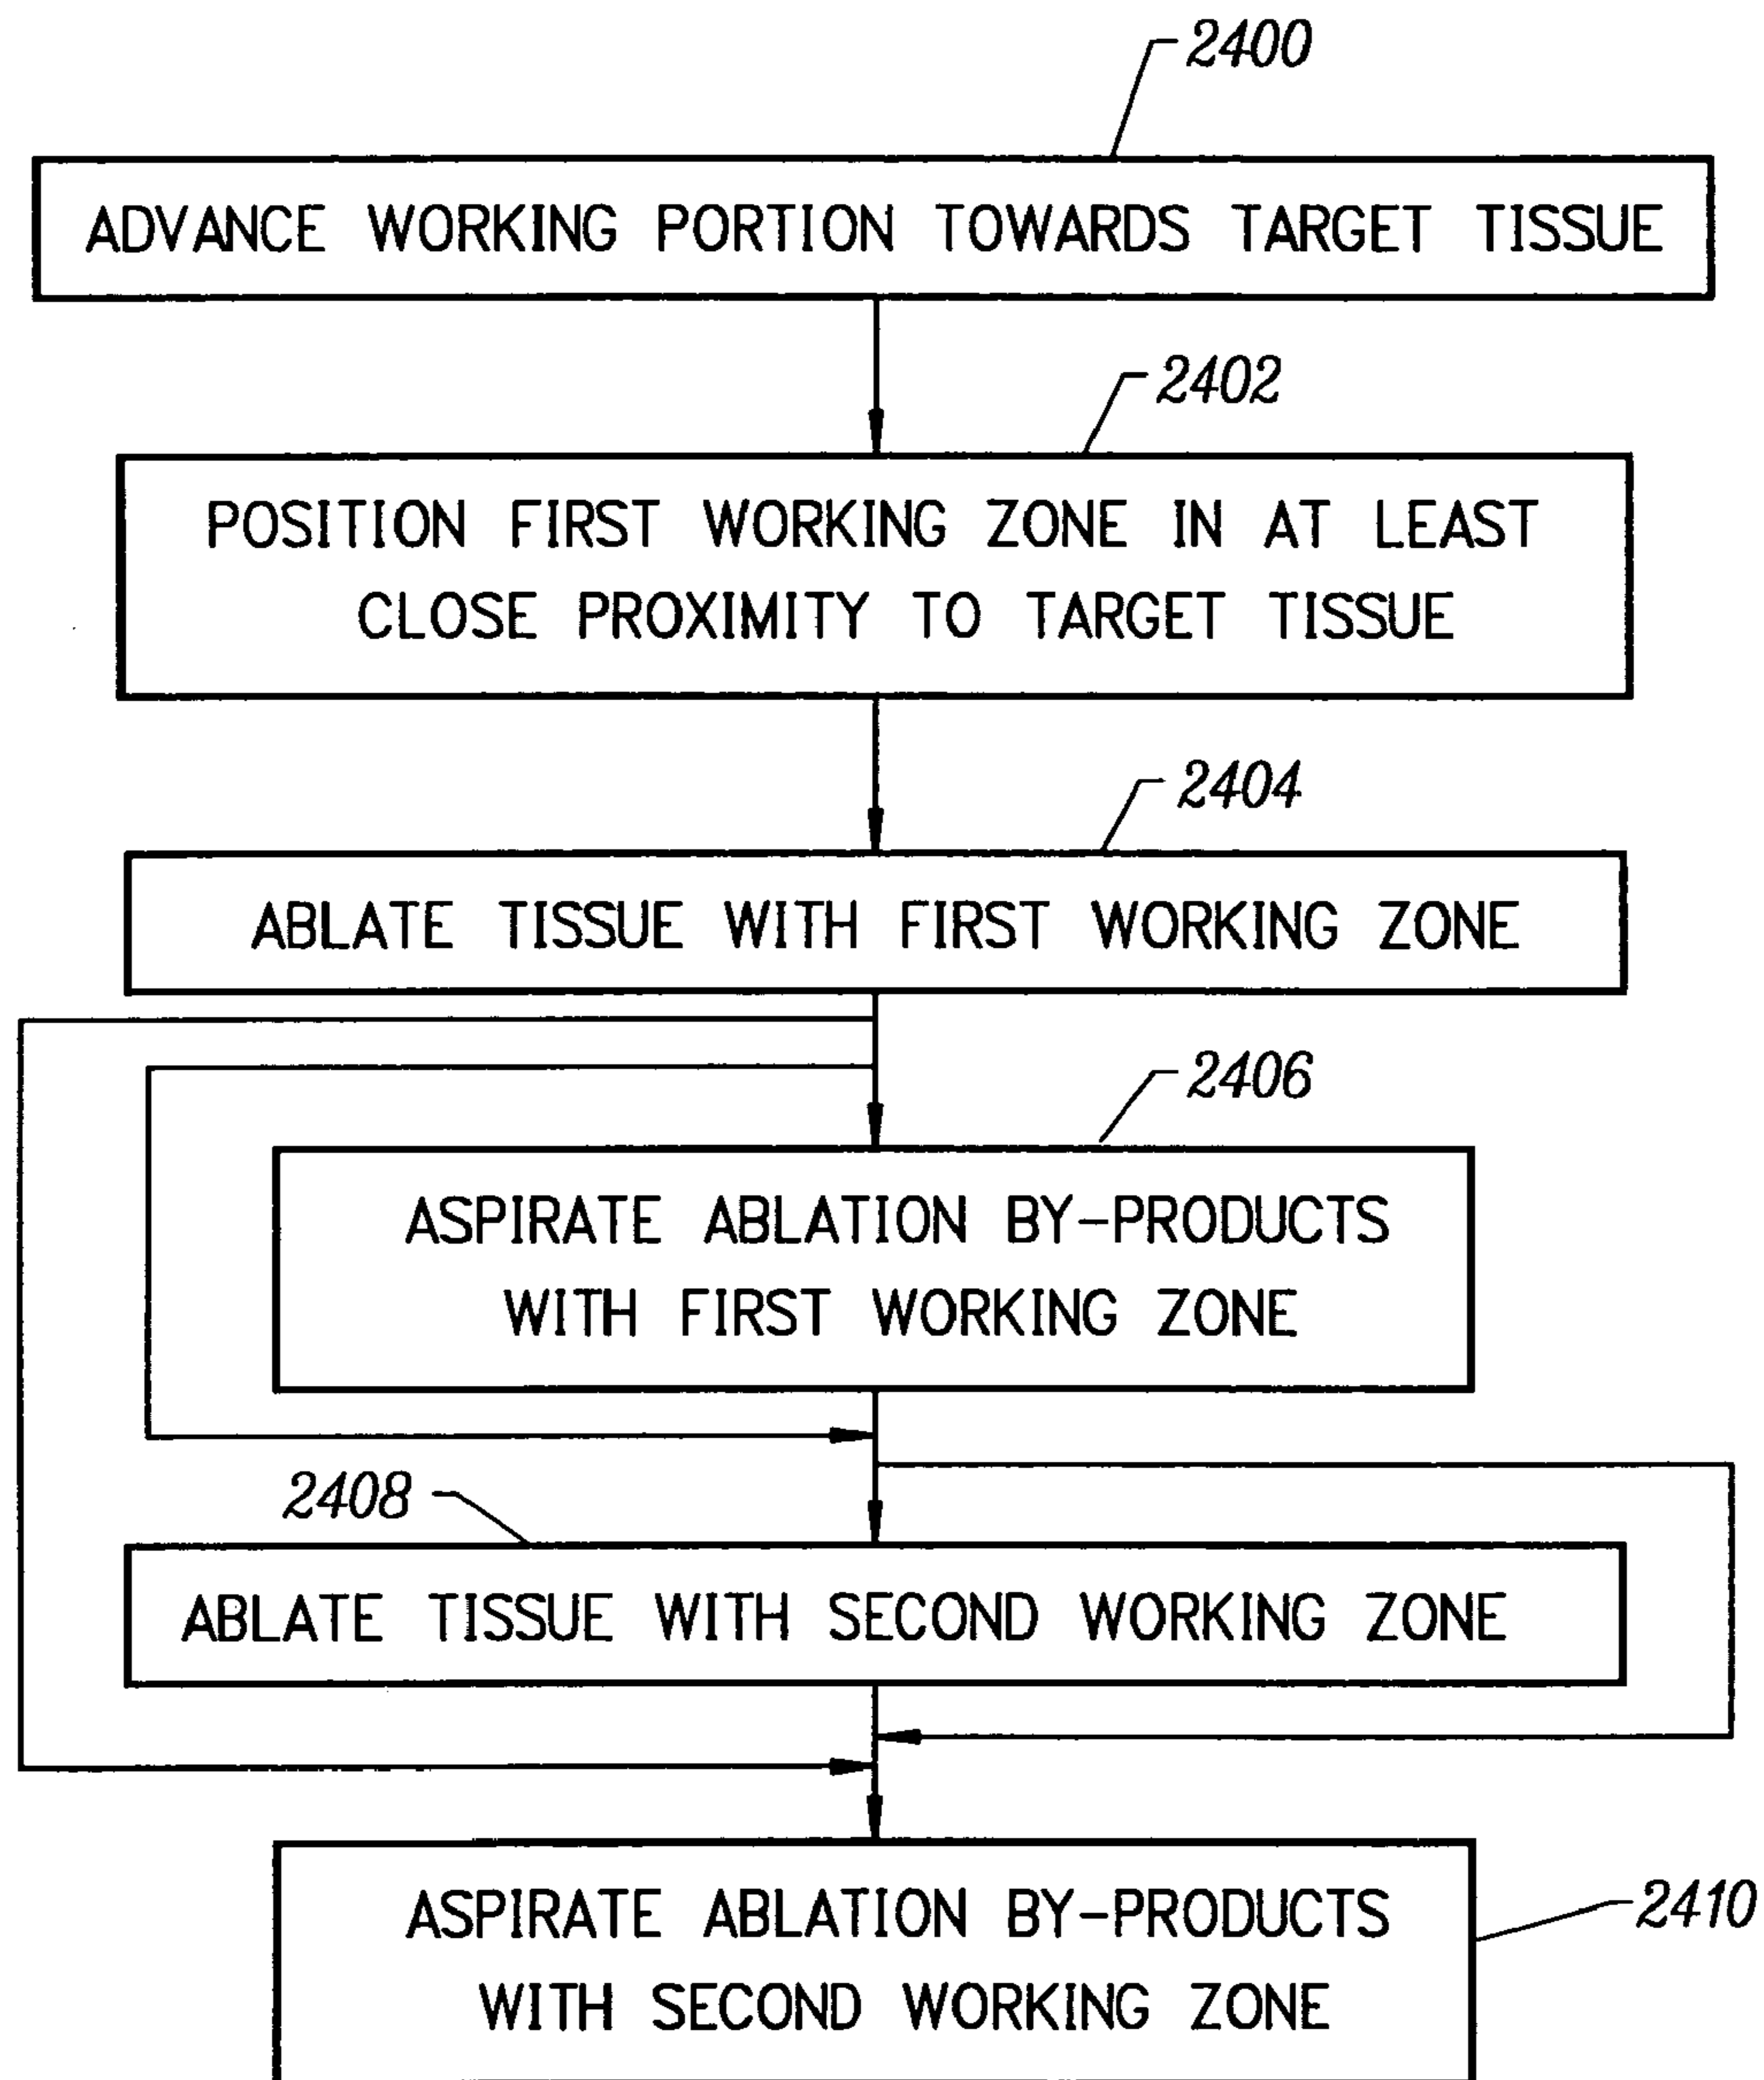 2400
ADVANCE WORKING PORTION TOWARDS TARGET TISSUE
2402
POSITION FIRST WORKING ZONE IN AT LEAST
CLOSE PROXIMITY TO TARGET TISSUE
2404
ABLATE TISSUE WITH FIRST WORKING ZONE
2406
ASPIRATE ABLATION BY-PRODUCTS
WITH FIRST WORKING ZONE
2408
ABLATE TISSUE WITH SECOND WORKING ZONE
ASPIRATE ABLATION BY-PRODUCTS
WITH SECOND WORKING ZONE
2410